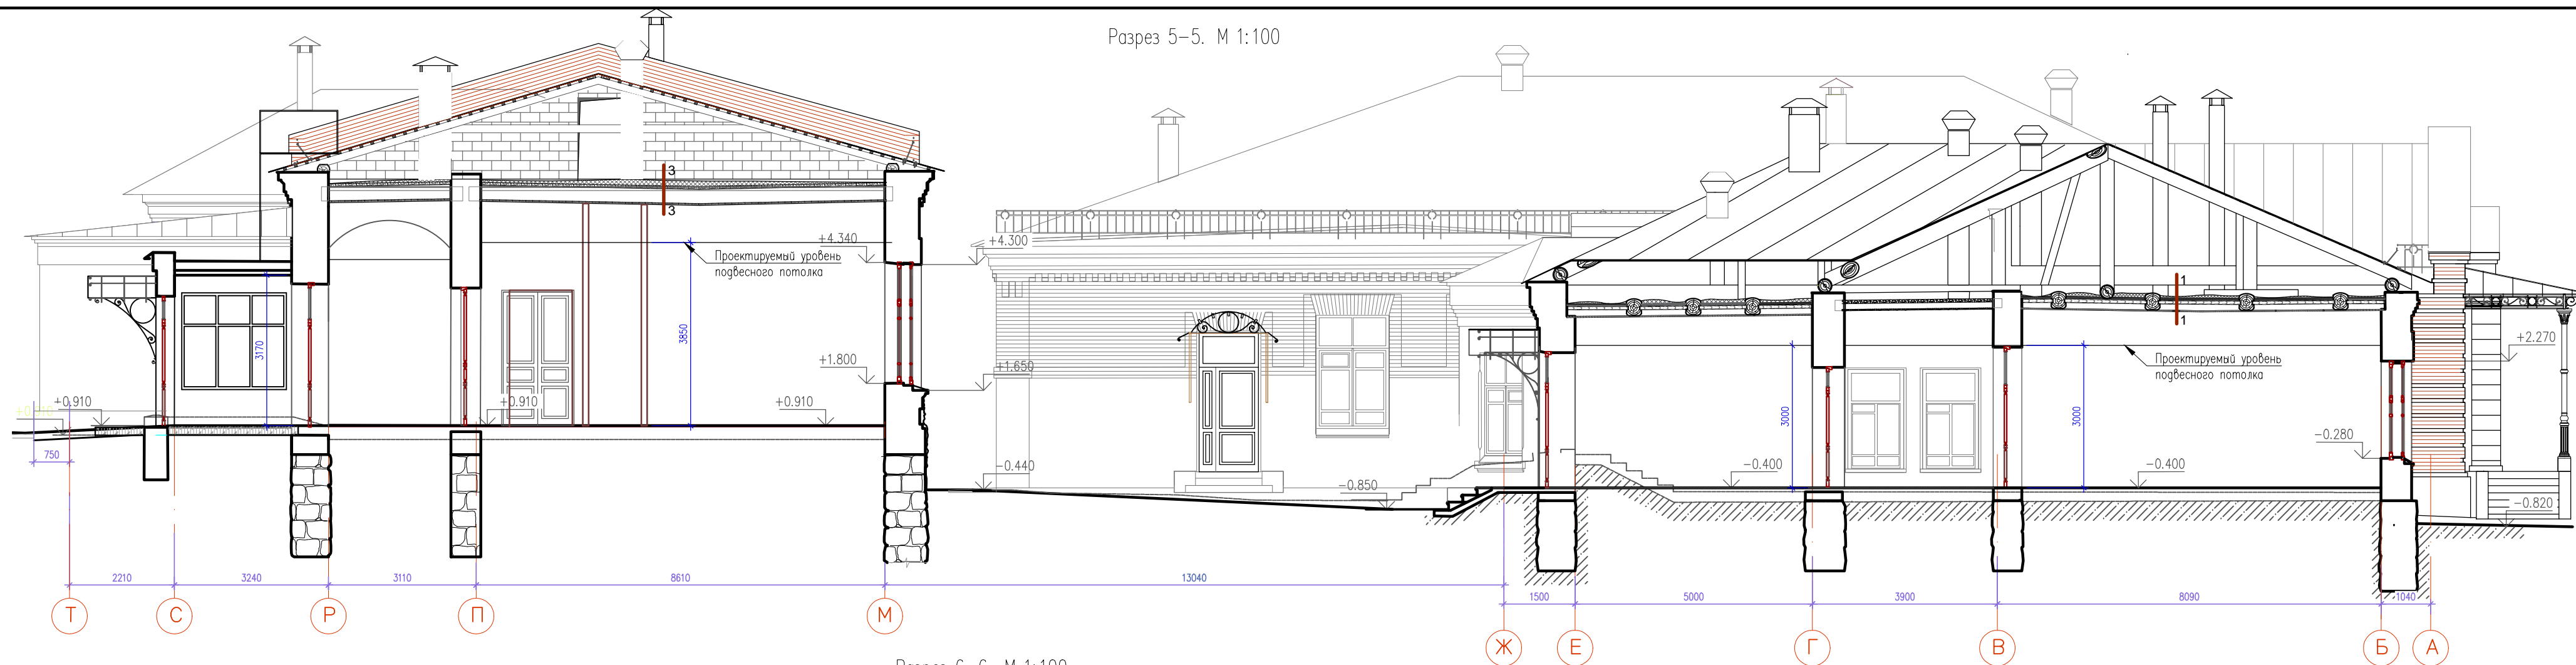 Разрез 5-5. М 1:100
3
3
+4.340
Проектируемый уровень
подвесного потолка
+4.300
3170
3850
+1.800
+1.650
+0.910
+0.910
+0.910
750
-0.440
-0.850
1
1
+2.270
Проектируемый уровень
подвесного потолка
3000
3000
-0.280
-0.400
-0.400
-0.820
2210
3240
3110
8610
13040
1500
5000
3900
8090
1040
Т
С
Р
П
М
Ж
Е
Г
В
Б
А